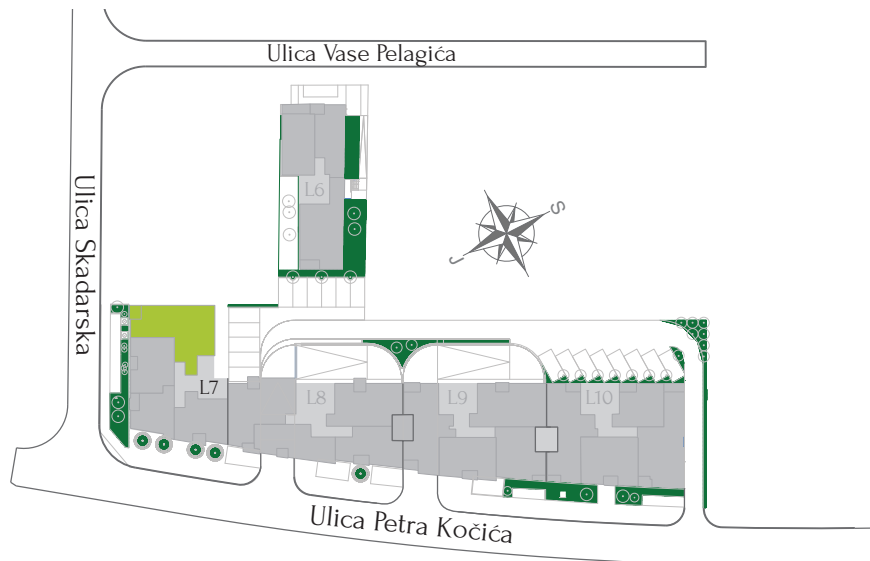 Ulica Vase Pelagića
Ulica Skadarska
L6
S
J
L7
L8
L9
L10
Ulica Petra Kočića